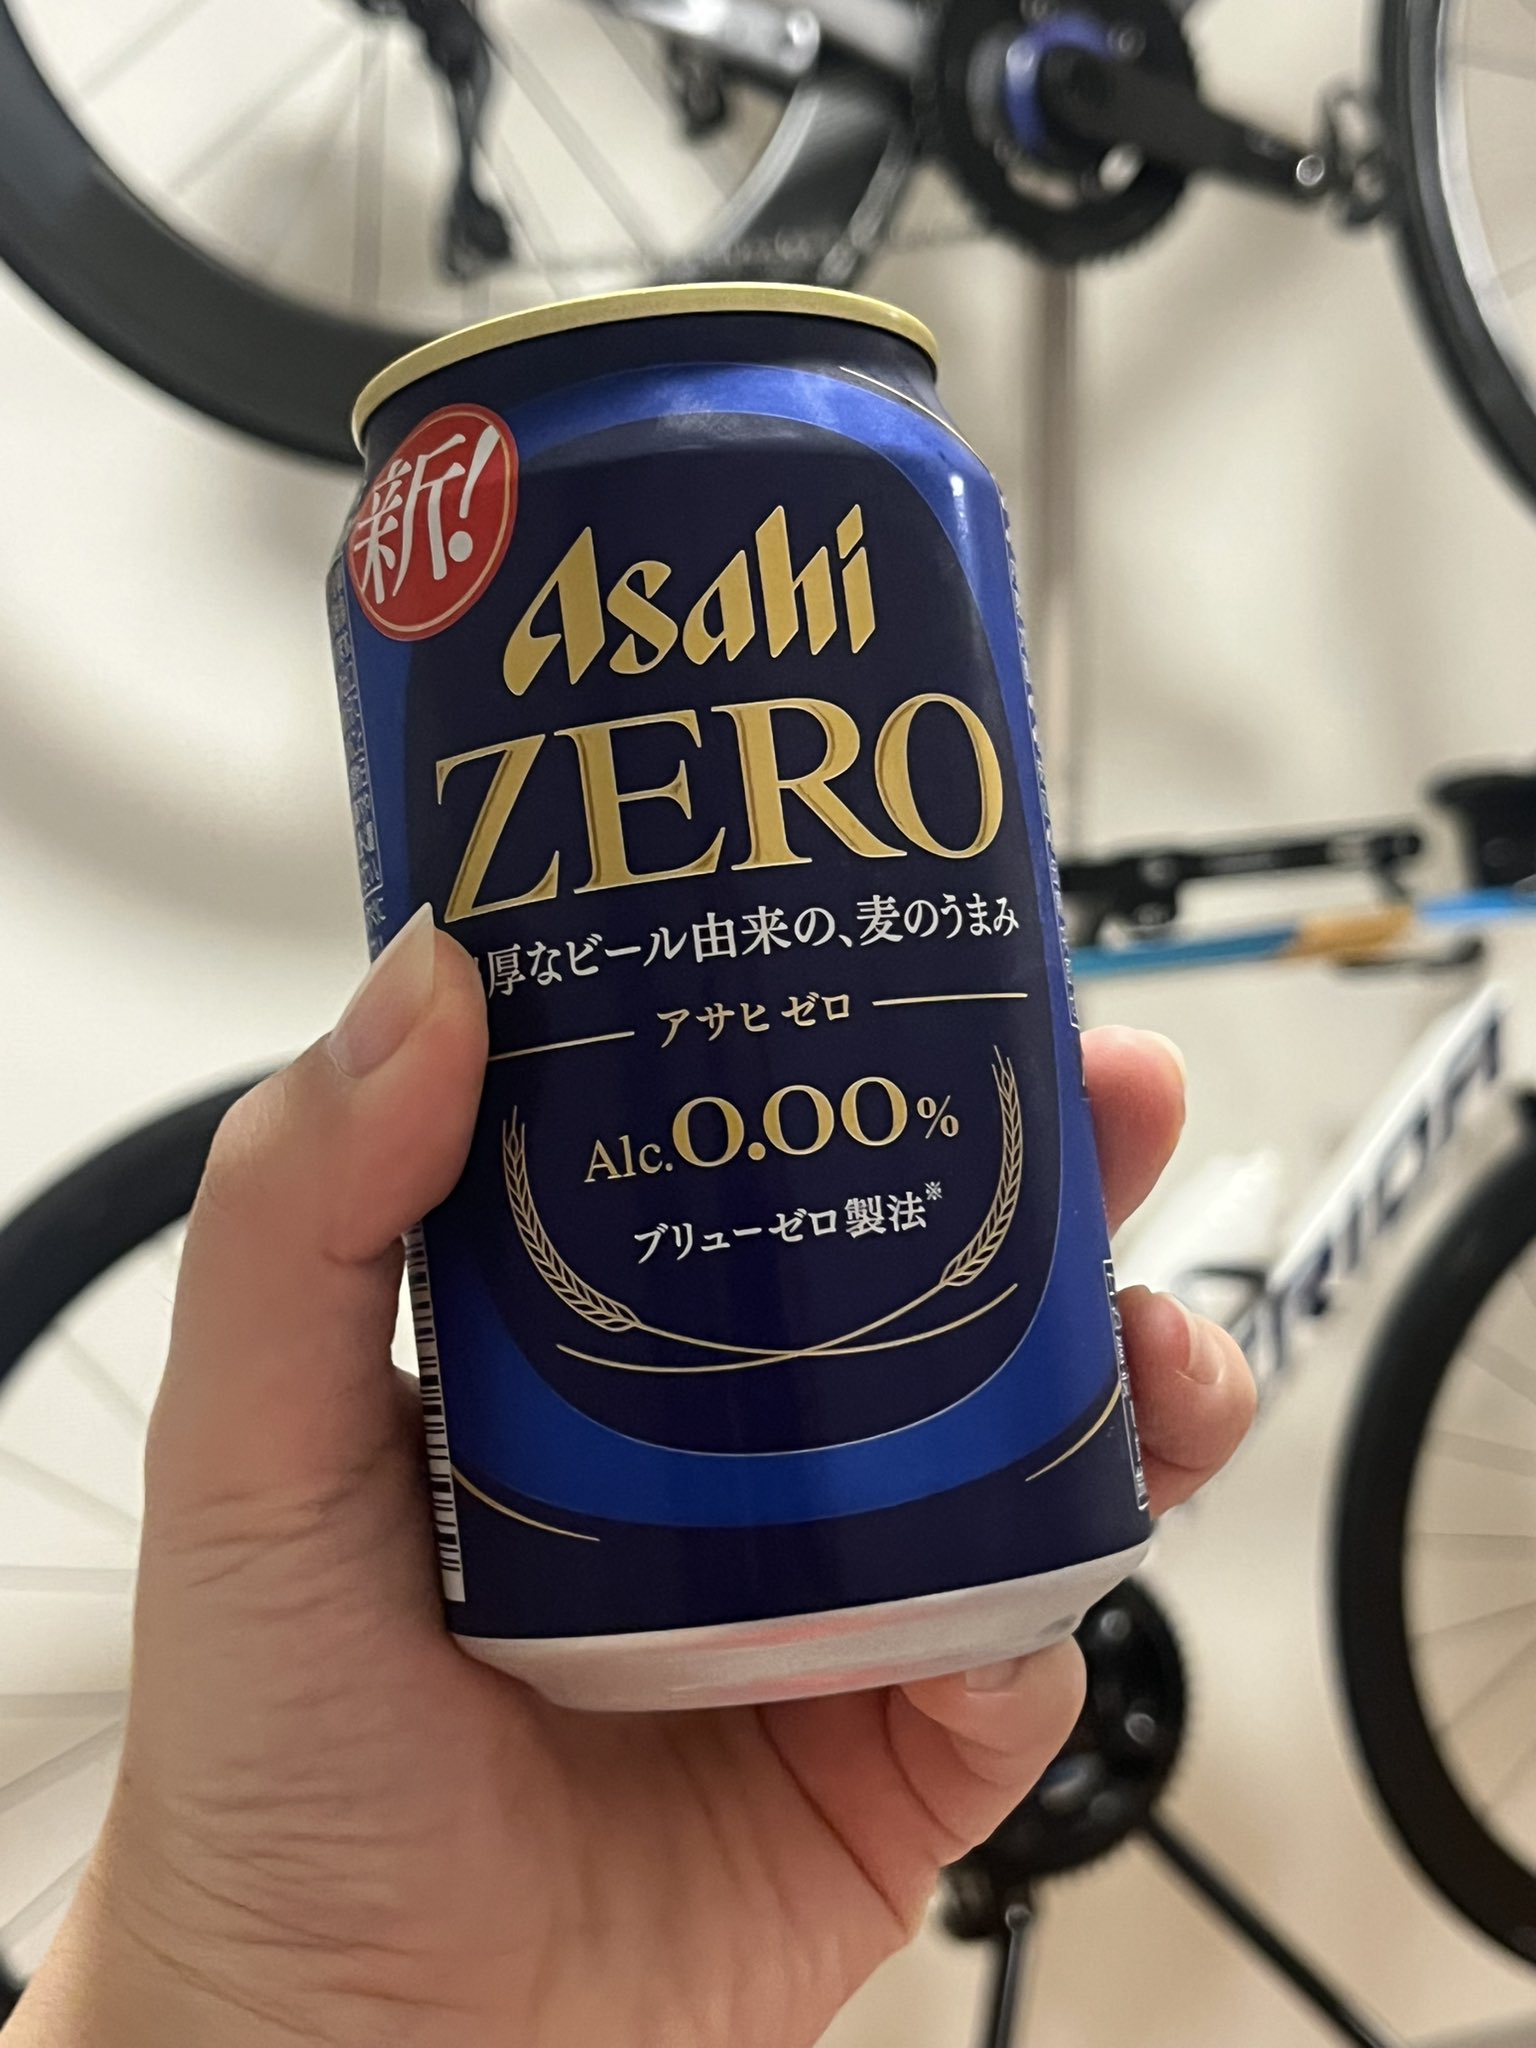 新!
Asahi
ZERO
厚なビール由来の、麦のうまみ
アサヒ ゼロ
Alc.0.00%
ブリューゼロ製法※